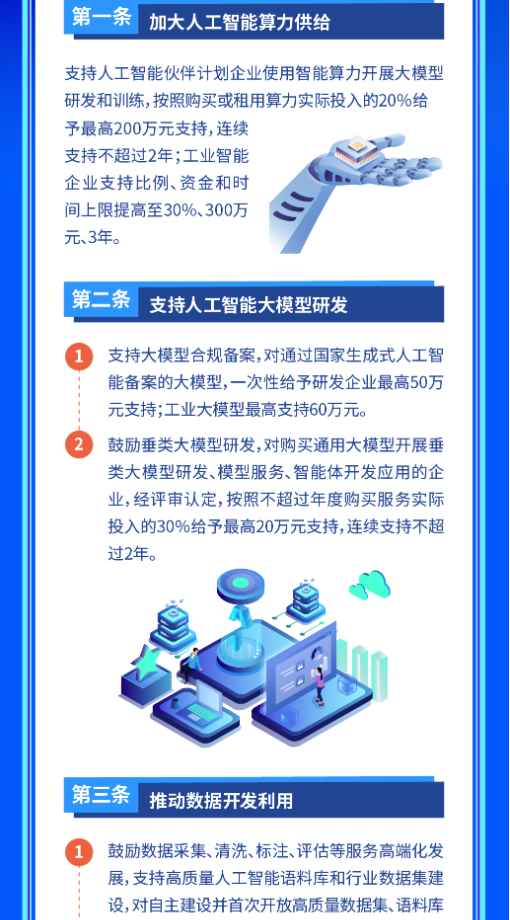 第一条 加大人工智能算力供给
支持人工智能伙伴计划企业使用智能算力开展大模型
研发和训练,按照购买或租用算力实际投入的20%给
予最高200万元支持,连续
支持不超过2年;工业智能
企业支持比例、资金和时
间上限提高至30%、300万
元、3年。
第二条 支持人工智能大模型研发
1 支持大模型合规备案,对通过国家生成式人工智
能备案的大模型,一次性给予研发企业最高50万
元支持;工业大模型最高支持60万元。
2 鼓励垂类大模型研发,对购买通用大模型开展垂
类大模型研发、模型服务、智能体开发应用的企
业,经评审认定,按照不超过年度购买服务实际
投入的30%给予最高20万元支持,连续支持不超
过2年。
AI
第三条 推动数据开发利用
1 鼓励数据采集、清洗、标注、评估等服务高端化发
展,支持高质量人工智能语料库和行业数据集建
设,对自主建设并首次开放高质量数据集、语料库